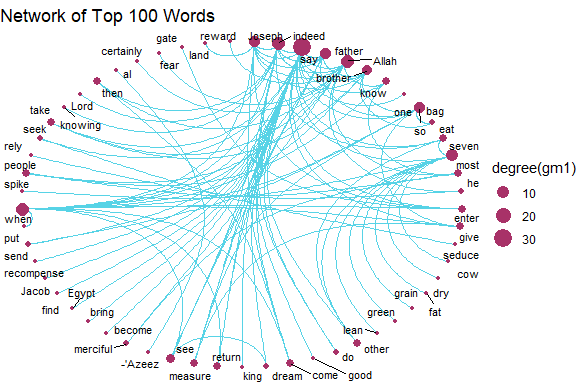 Network of Top 100 Words
reward
Joseph
indeed
gate
land
say
father
certainly
fear
Allah
brother
al
then
know
Lord
take
knowing
one
bag
so
seek
eat
rely
seven
people
most
spike
he
when
enter
put
give
send
seduce
recompense
cow
Jacob
Egypt
grain
dry
find
fat
bring
green
become
lean
merciful
other
see
do
-'Azeez
return
good
measure
king
dream
come
degree(gm1)
10
20
30